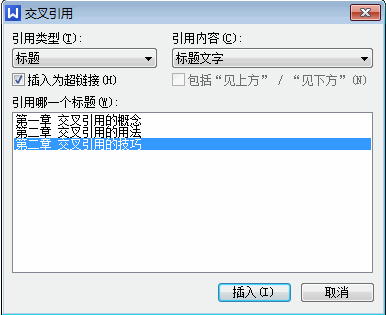 交叉引用
引用类型(T):
引用内容(C):
标题
标题文字
插入为超链接(H)
包括“见上方” / “见下方”(N)
引用哪一个标题(W):
第一章 交叉引用的概念
第二章 交叉引用的用法
第二章 交叉引用的技巧
插入(I)
取消